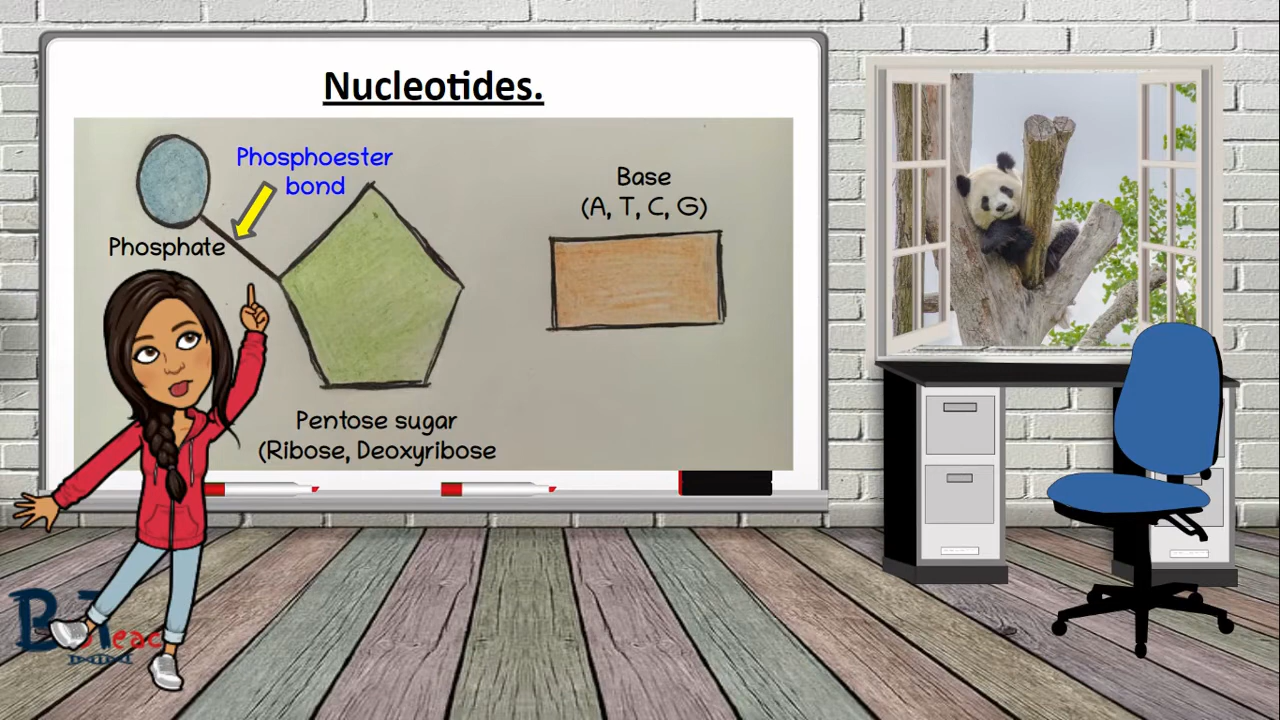 Nucleotides.
Phosphoester
bond
Base
(A, T, C, G)
Phosphate
Pentose sugar
(Ribose, Deoxyribose